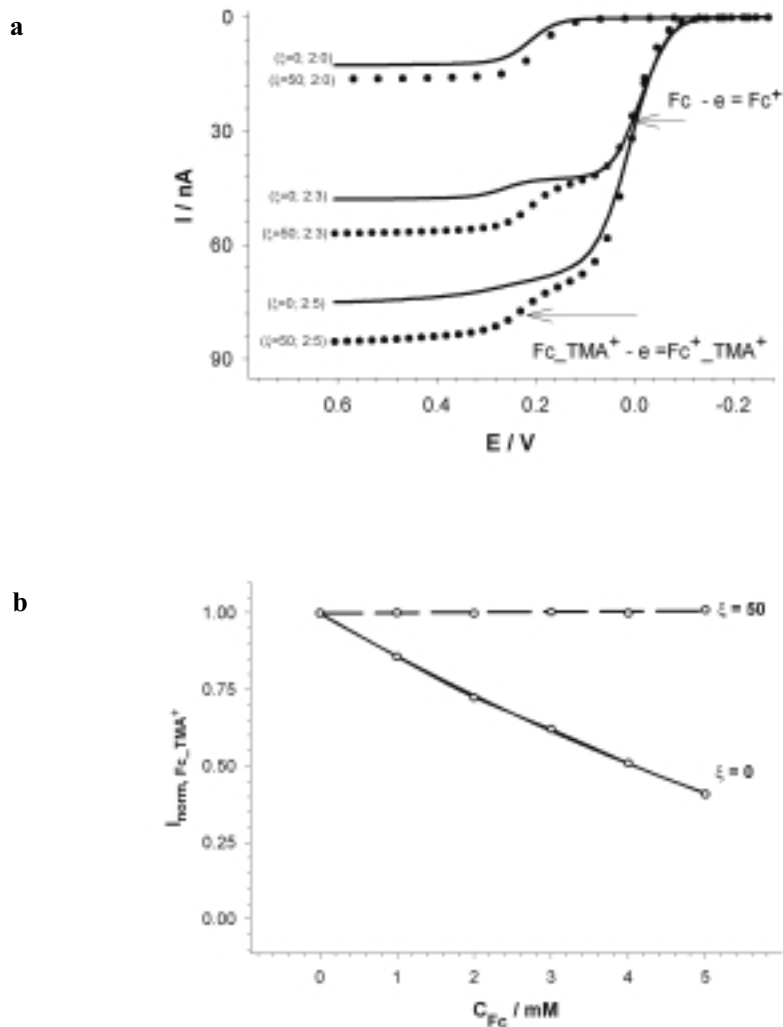 a
0
30
60
90
I / nA
(ξ=0; 2:0)
(ξ=50; 2:0)
(ξ=0; 2:3)
(ξ=50; 2:3)
(ξ=0; 2:5)
(ξ=50; 2:5)
Fc - e = Fc⁺
Fc_TMA⁺ - e =Fc⁺_TMA⁺
0.6 0.4 0.2 0.0 -0.2
E / V
b
1.00
0.75
0.50
0.25
0.00
I norm, Fc_TMA⁺
ξ = 50
ξ = 0
0 1 2 3 4 5
C Fc / mM